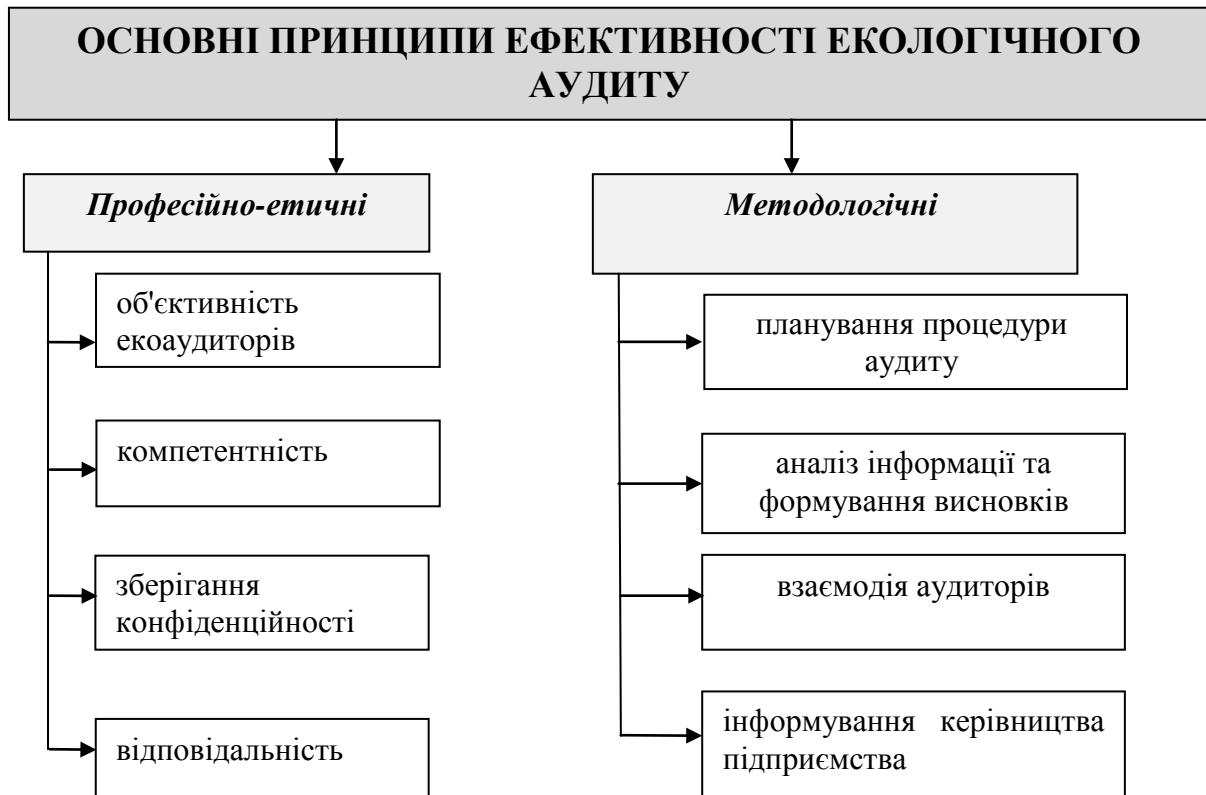 ОСНОВНІ ПРИНЦИПИ ЕФЕКТИВНОСТІ ЕКОЛОГІЧНОГО
АУДИТУ
Професійно-етичні
об'єктивність
екоаудиторів
компетентність
зберігання
конфіденційності
відповідальність
Методологічні
планування процедури
аудиту
аналіз інформації та
формування висновків
взаємодія аудиторів
інформування керівництва
підприємства